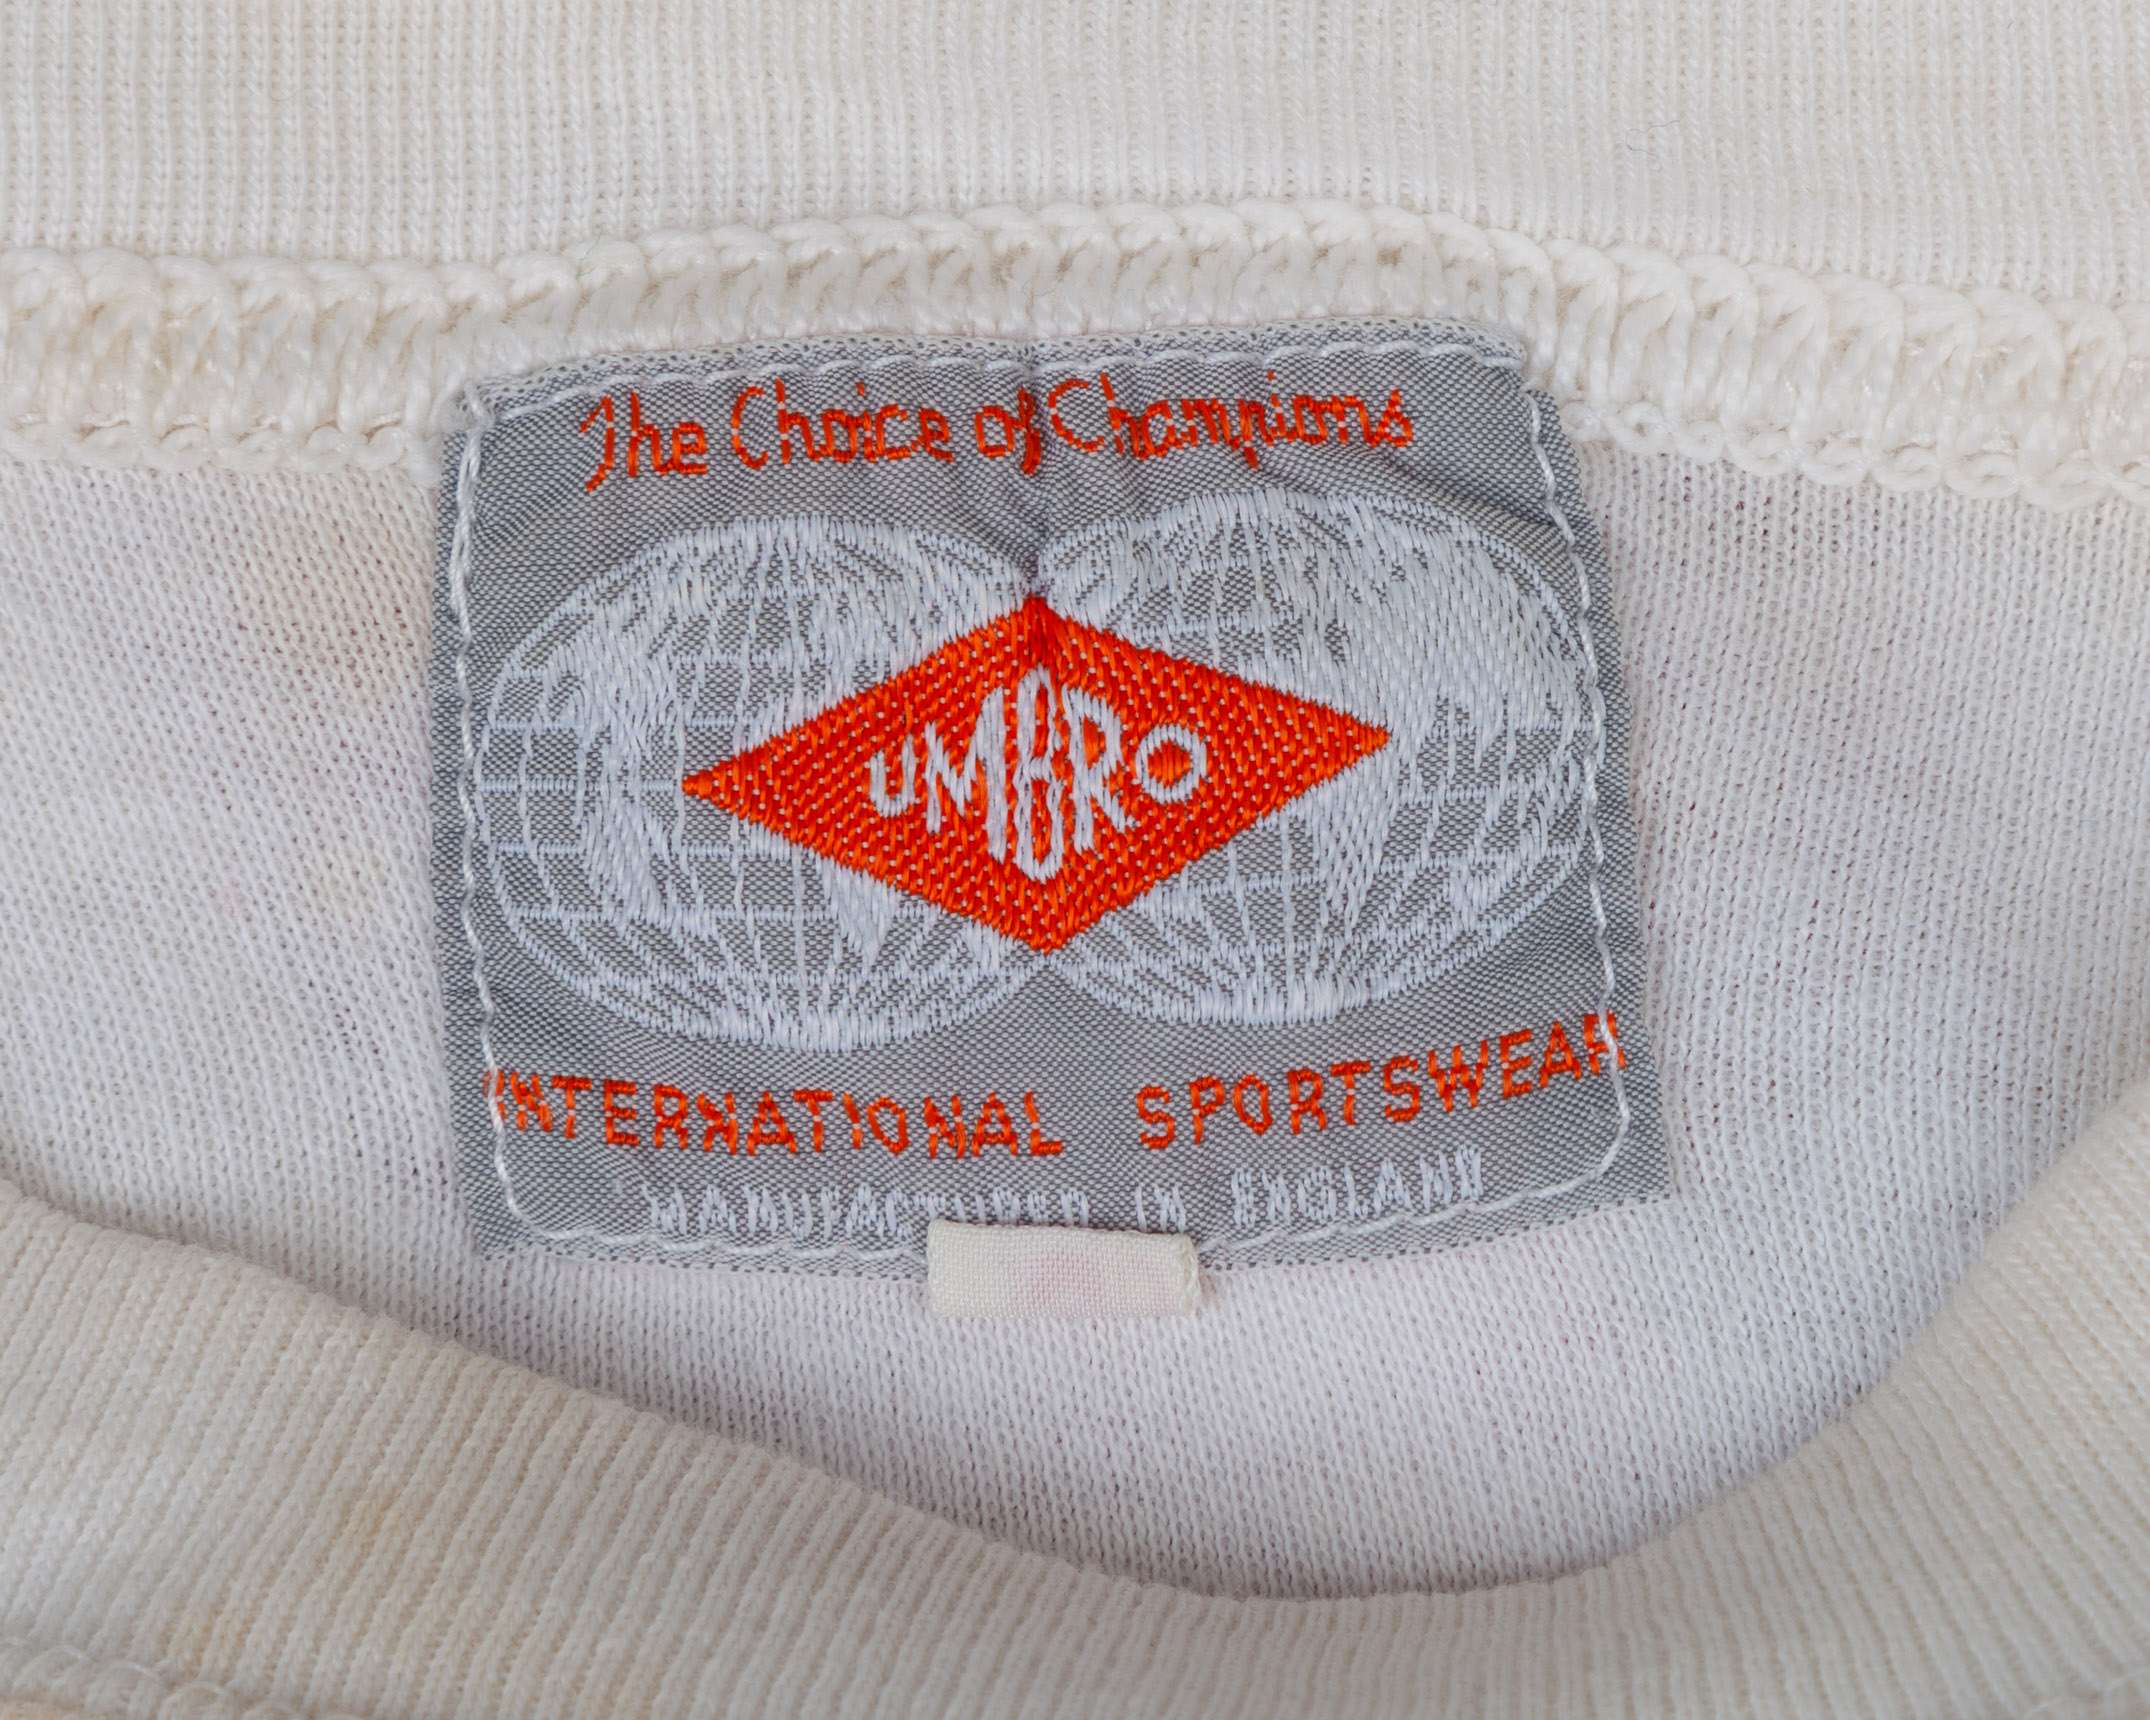 The Choice of Champions
UMBRO
INTERNATIONAL SPORTSWEAR
MANUFACTURED IN ENGLAND